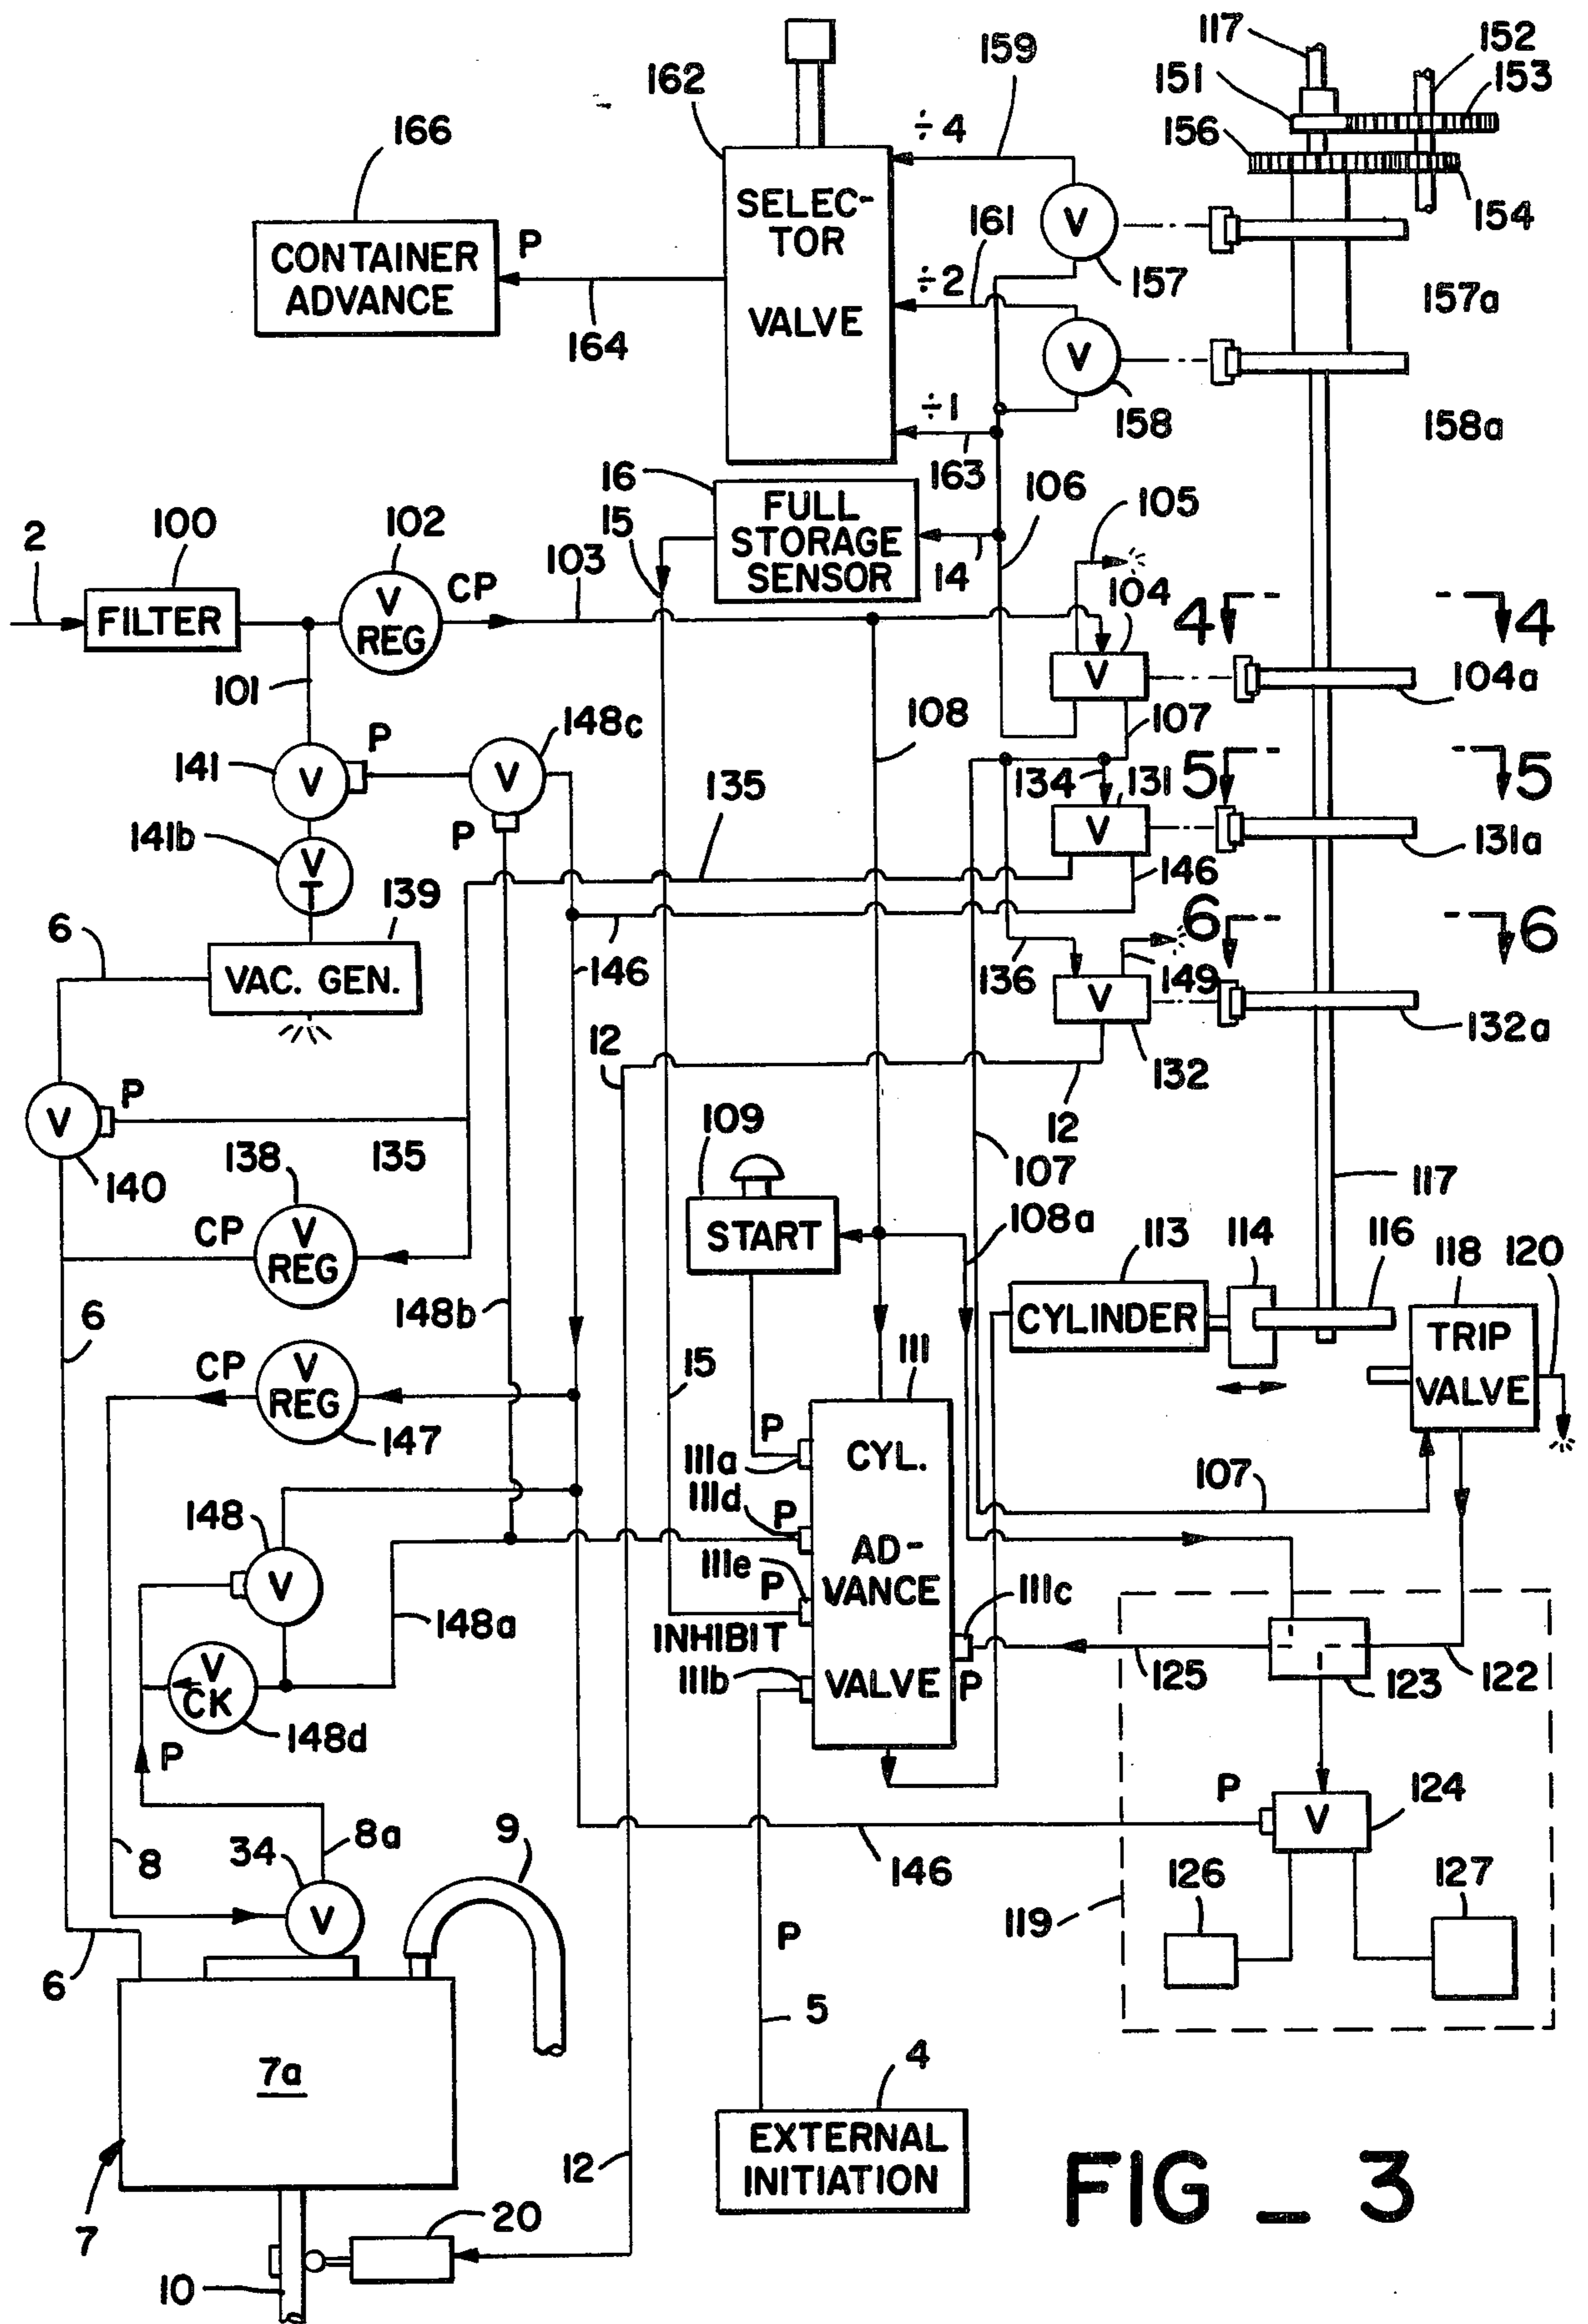 117
152
151
153
159
162
÷4
156
166
SELEC-
TOR
VALVE
V
154
CONTAINER
ADVANCE
P
161
157
157a
÷2
164
V
158
158a
÷1
163
16
106
FULL
STORAGE
SENSOR
15
14
105
2
100
102
CP
103
FILTER
V
REG
104
4
4
V
104a
101
108
107
148c
P
141
V
V
134
131
5
5
135
P
V
131a
141b
V
T
146
139
6
6
6
146
VAC. GEN.
136
149
V
132a
12
132
12
P
V
109
107
138
135
140
117
CP
V
REG
START
108a
113
114
116
118
120
148b
CYLINDER
TRIP
VALVE
6
CP
V
REG
15
111
147
P
111a
CYL.
AD-
VANCE
VALVE
107
111d
P
148
V
111e
P
111c
148a
INHIBIT
V
CK
111b
P
125
123
122
148d
P
P
124
V
8a
9
34
8
146
V
126
127
119
P
6
5
7a
4
EXTERNAL
INITIATION
12
7
20
10
FIG_3